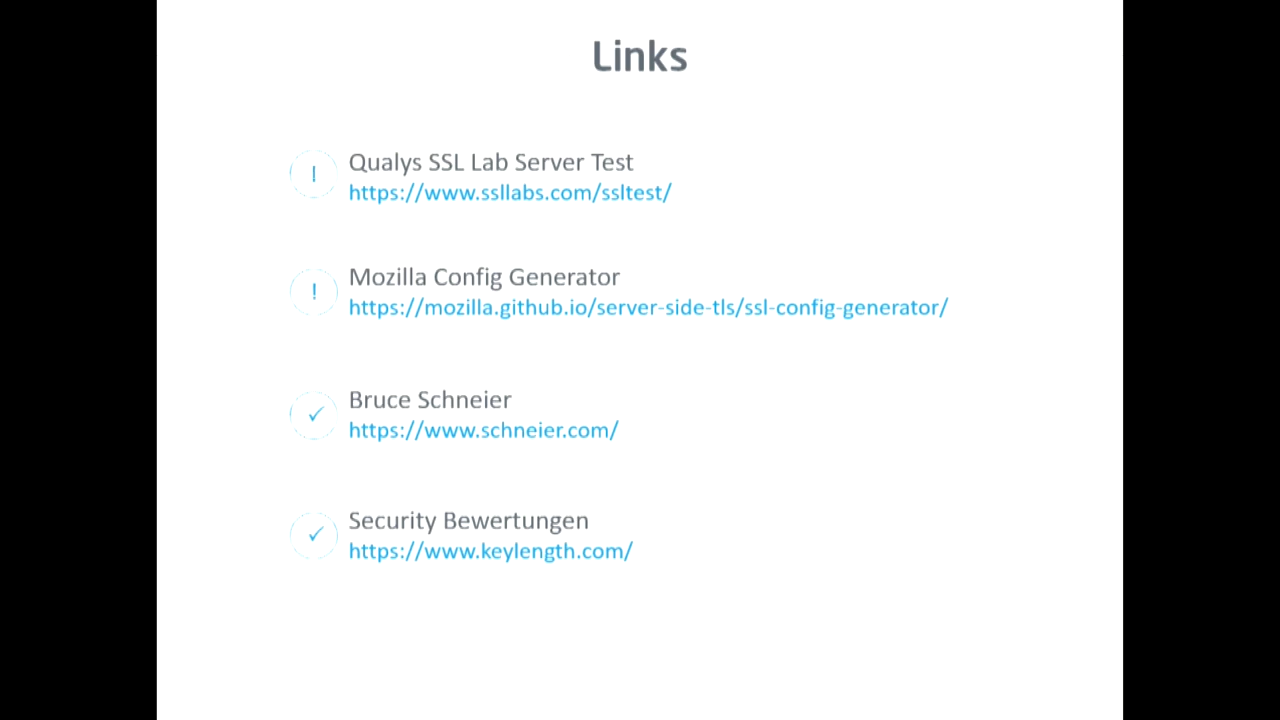 Links
! Qualys SSL Lab Server Test
https://www.ssllabs.com/ssltest/
! Mozilla Config Generator
https://mozilla.github.io/server-side-tls/ssl-config-generator/
✓ Bruce Schneier
https://www.schneier.com/
✓ Security Bewertungen
https://www.keylength.com/